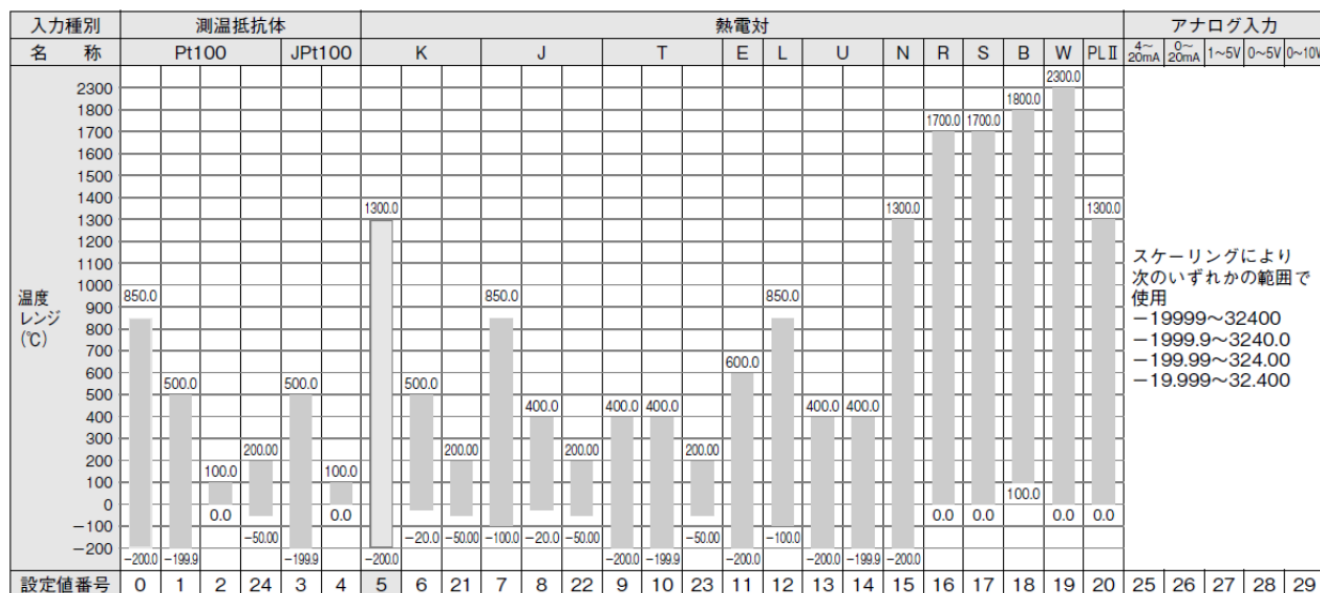 入力種別 測温抵抗体 熱電対 アナログ入力
名 称 Pt100 JPt100 K J T E L U N R S B W PLⅡ 4～20mA 0～20mA 1～5V 0～5V 0～10V
温度レンジ(℃)
2300
1800
1700
1600
1500
1400
1300
1200
1100
1000
900
800
700
600
500
400
300
200
100
0
−100
−200
2300.0
1800.0
1700.0 1700.0
1300.0 1300.0 1300.0
850.0 850.0 850.0
600.0
500.0 500.0 500.0
400.0 400.0 400.0 400.0 400.0
200.00 200.00 200.00 200.00
100.0 100.0
100.0
0.0 0.0 0.0 0.0 0.0 0.0
−50.00 −20.0 −50.00 −100.0 −20.0 −50.00 −50.00 −100.0
−200.0 −199.9 −199.9 −200.0 −200.0 −199.9 −200.0 −200.0 −199.9 −200.0
スケーリングにより
次のいずれかの範囲で
使用
−19999～32400
−1999.9～3240.0
−199.99～324.00
−19.999～32.400
設定値番号 0 1 2 24 3 4 5 6 21 7 8 22 9 10 23 11 12 13 14 15 16 17 18 19 20 25 26 27 28 29